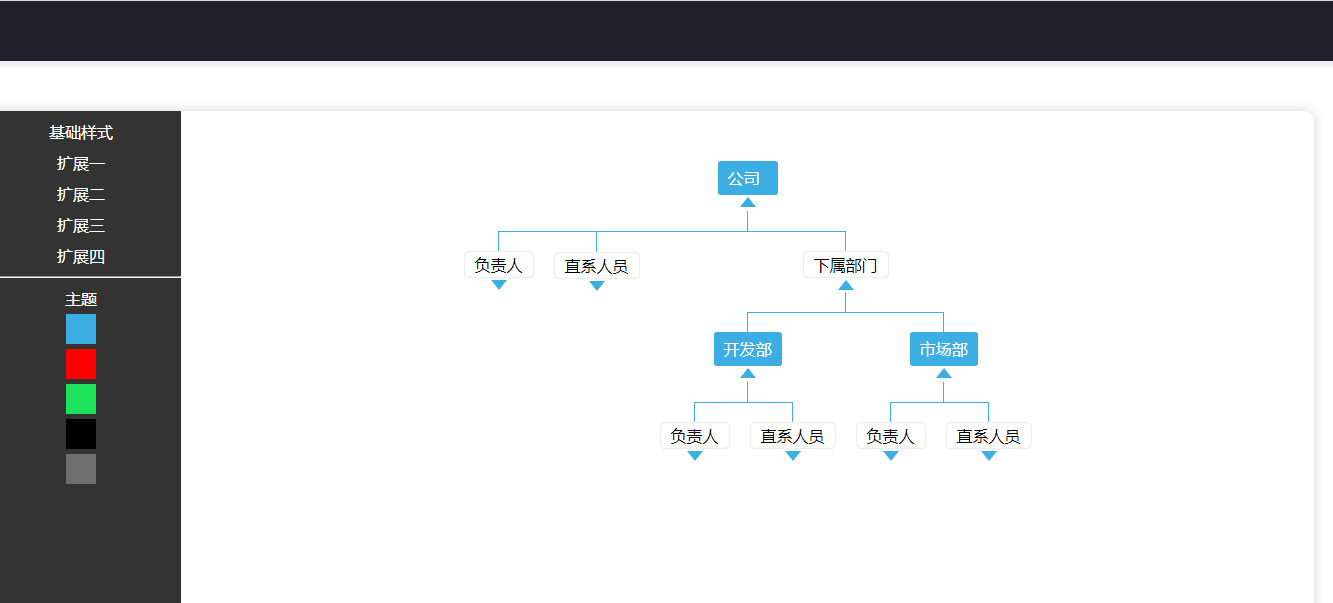 基础样式
扩展一
扩展二
扩展三
扩展四
主题
公司
负责人
直系人员
下属部门
开发部
市场部
负责人
直系人员
负责人
直系人员